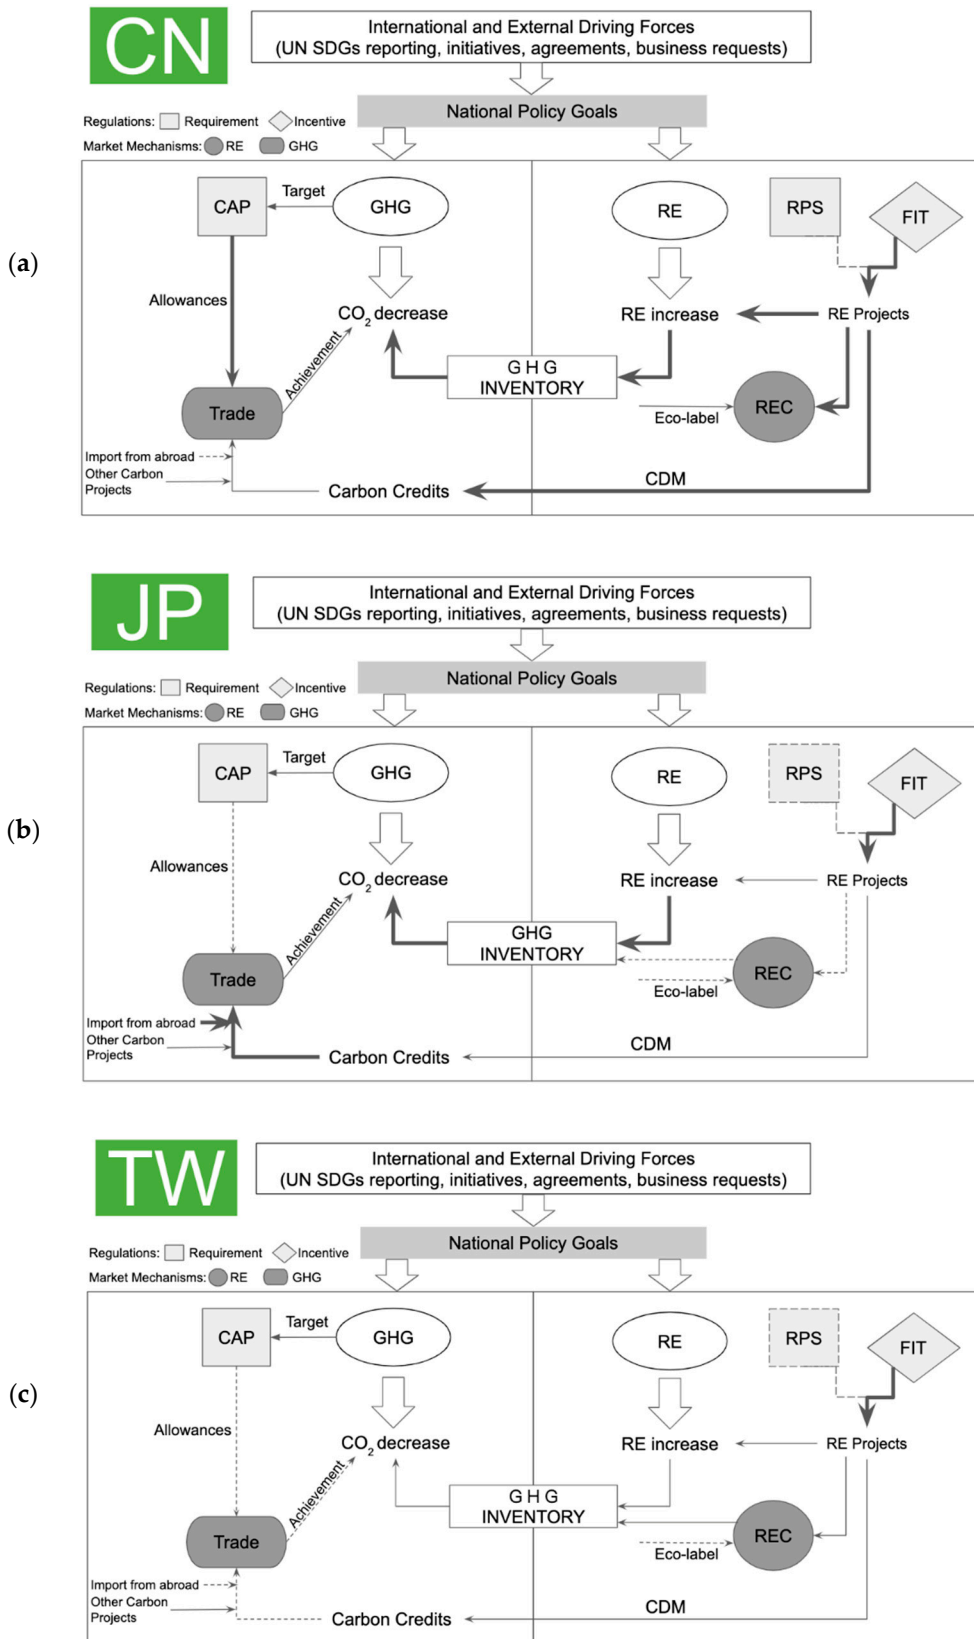 CN
International and External Driving Forces
(UN SDGs reporting, initiatives, agreements, business requests)
National Policy Goals
Regulations: Requirement Incentive
Market Mechanisms: RE GHG
(a)
CAP
Target
GHG
RE
RPS
FIT
Allowances
CO2 decrease
RE increase
RE Projects
Achievement
G H G
INVENTORY
Trade
REC
Eco-label
Import from abroad
Other Carbon
Projects
Carbon Credits
CDM
JP
International and External Driving Forces
(UN SDGs reporting, initiatives, agreements, business requests)
National Policy Goals
Regulations: Requirement Incentive
Market Mechanisms: RE GHG
(b)
CAP
Target
GHG
RE
RPS
FIT
Allowances
CO2 decrease
RE increase
RE Projects
Achievement
GHG
INVENTORY
Trade
REC
Eco-label
Import from abroad
Other Carbon
Projects
Carbon Credits
CDM
TW
International and External Driving Forces
(UN SDGs reporting, initiatives, agreements, business requests)
National Policy Goals
Regulations: Requirement Incentive
Market Mechanisms: RE GHG
(c)
CAP
Target
GHG
RE
RPS
FIT
Allowances
CO2 decrease
RE increase
RE Projects
Achievement
G H G
INVENTORY
Trade
REC
Eco-label
Import from abroad
Other Carbon
Projects
Carbon Credits
CDM